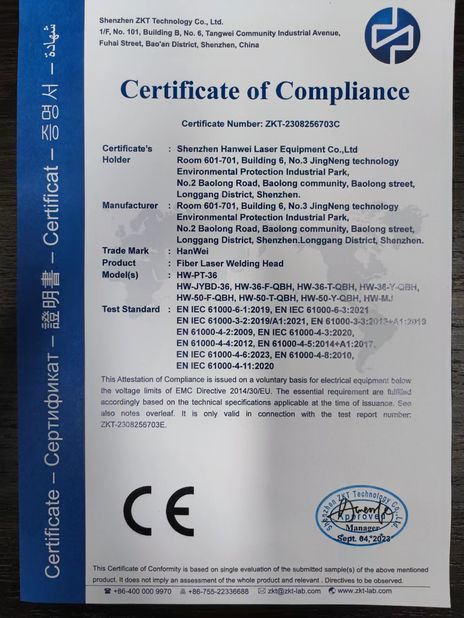 Shenzhen ZKT Technology Co., Ltd.
1/F, No. 101, Building B, No. 6, Tangwei Community Industrial Avenue,
Fuhai Street, Bao'an District, Shenzhen, China
Certificate of Compliance
Certificate Number: ZKT-2308256703C
Certificate's : Shenzhen Hanwei Laser Equipment Co.,Ltd
Holder Room 601-701, Building 6, No.3 JingNeng technology
Environmental Protection Industrial Park,
No.2 Baolong Road, Baolong community, Baolong street,
Longgang District, Shenzhen.
Manufacturer : Room 601-701, Building 6, No.3 JingNeng technology
Environmental Protection Industrial Park,
No.2 Baolong Road, Baolong community, Baolong street,
Longgang District, Shenzhen.Longgang District, Shenzhen.
Trade Mark : HanWei
Product : Fiber Laser Welding Head
Model(s) : HW-PT-36
HW-JYBD-36, HW-36-F-QBH, HW-36-T-QBH, HW-36-Y-QBH,
HW-50-F-QBH, HW-50-T-QBH, HW-50-Y-QBH, HW-MJ
Test Standard : EN IEC 61000-6-1:2019, EN IEC 61000-6-3:2021
EN IEC 61000-3-2:2019/A1:2021, EN 61000-3-3:2013+A1:2019
EN 61000-4-2:2009, EN IEC 61000-4-3:2020
EN 61000-4-4:2012, EN 61000-4-5:2014+A1:2017,
EN IEC 61000-4-6:2023, EN 61000-4-8:2010,
EN IEC 61000-4-11:2020
This Attestation of Compliance is issued on a voluntary basis for electrical equipment below
the voltage limits of EMC Directive 2014/30/EU. The essential requirement are fulfilled
accordingly based on the technical specifications applicable at the time of issuance. See
also notes overleaf. It is only valid in connection with the test report number:
ZKT-2308256703E.
CE
Shenzhen ZKT Technology Co.,Ltd.
Approved
Manager
Sept. 04, 2023
This Certificate of Conformity is based on single evaluation of the submitted sample(s) of the above mentioned
product. It does not imply an assessment of the whole product and relevant . Directives to be observed.
+86-400 000 9970 +86-755-22336688 zkt@zkt-lab.com www.zkt-lab.com
Certificate – Сертификат – 證明書 – Certificat – 증명서 – شهادة